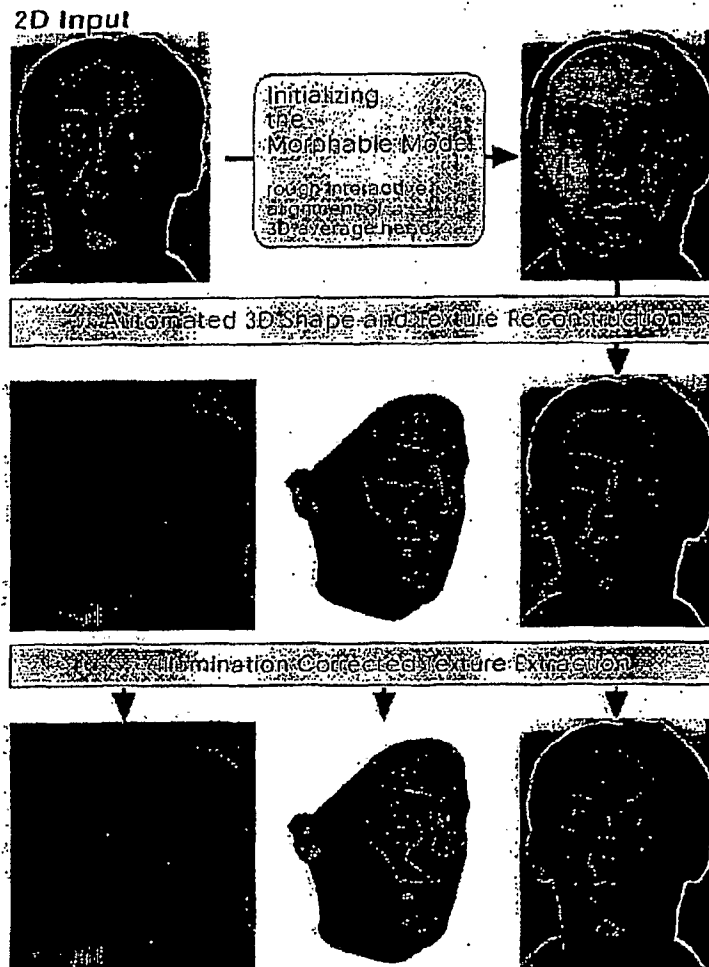 2D Input
Initializing
the
Morphable Model
rough interactive
alignment of
3D average head
Automated 3D Shape and Texture Reconstruction
Illumination Corrected Texture Extraction